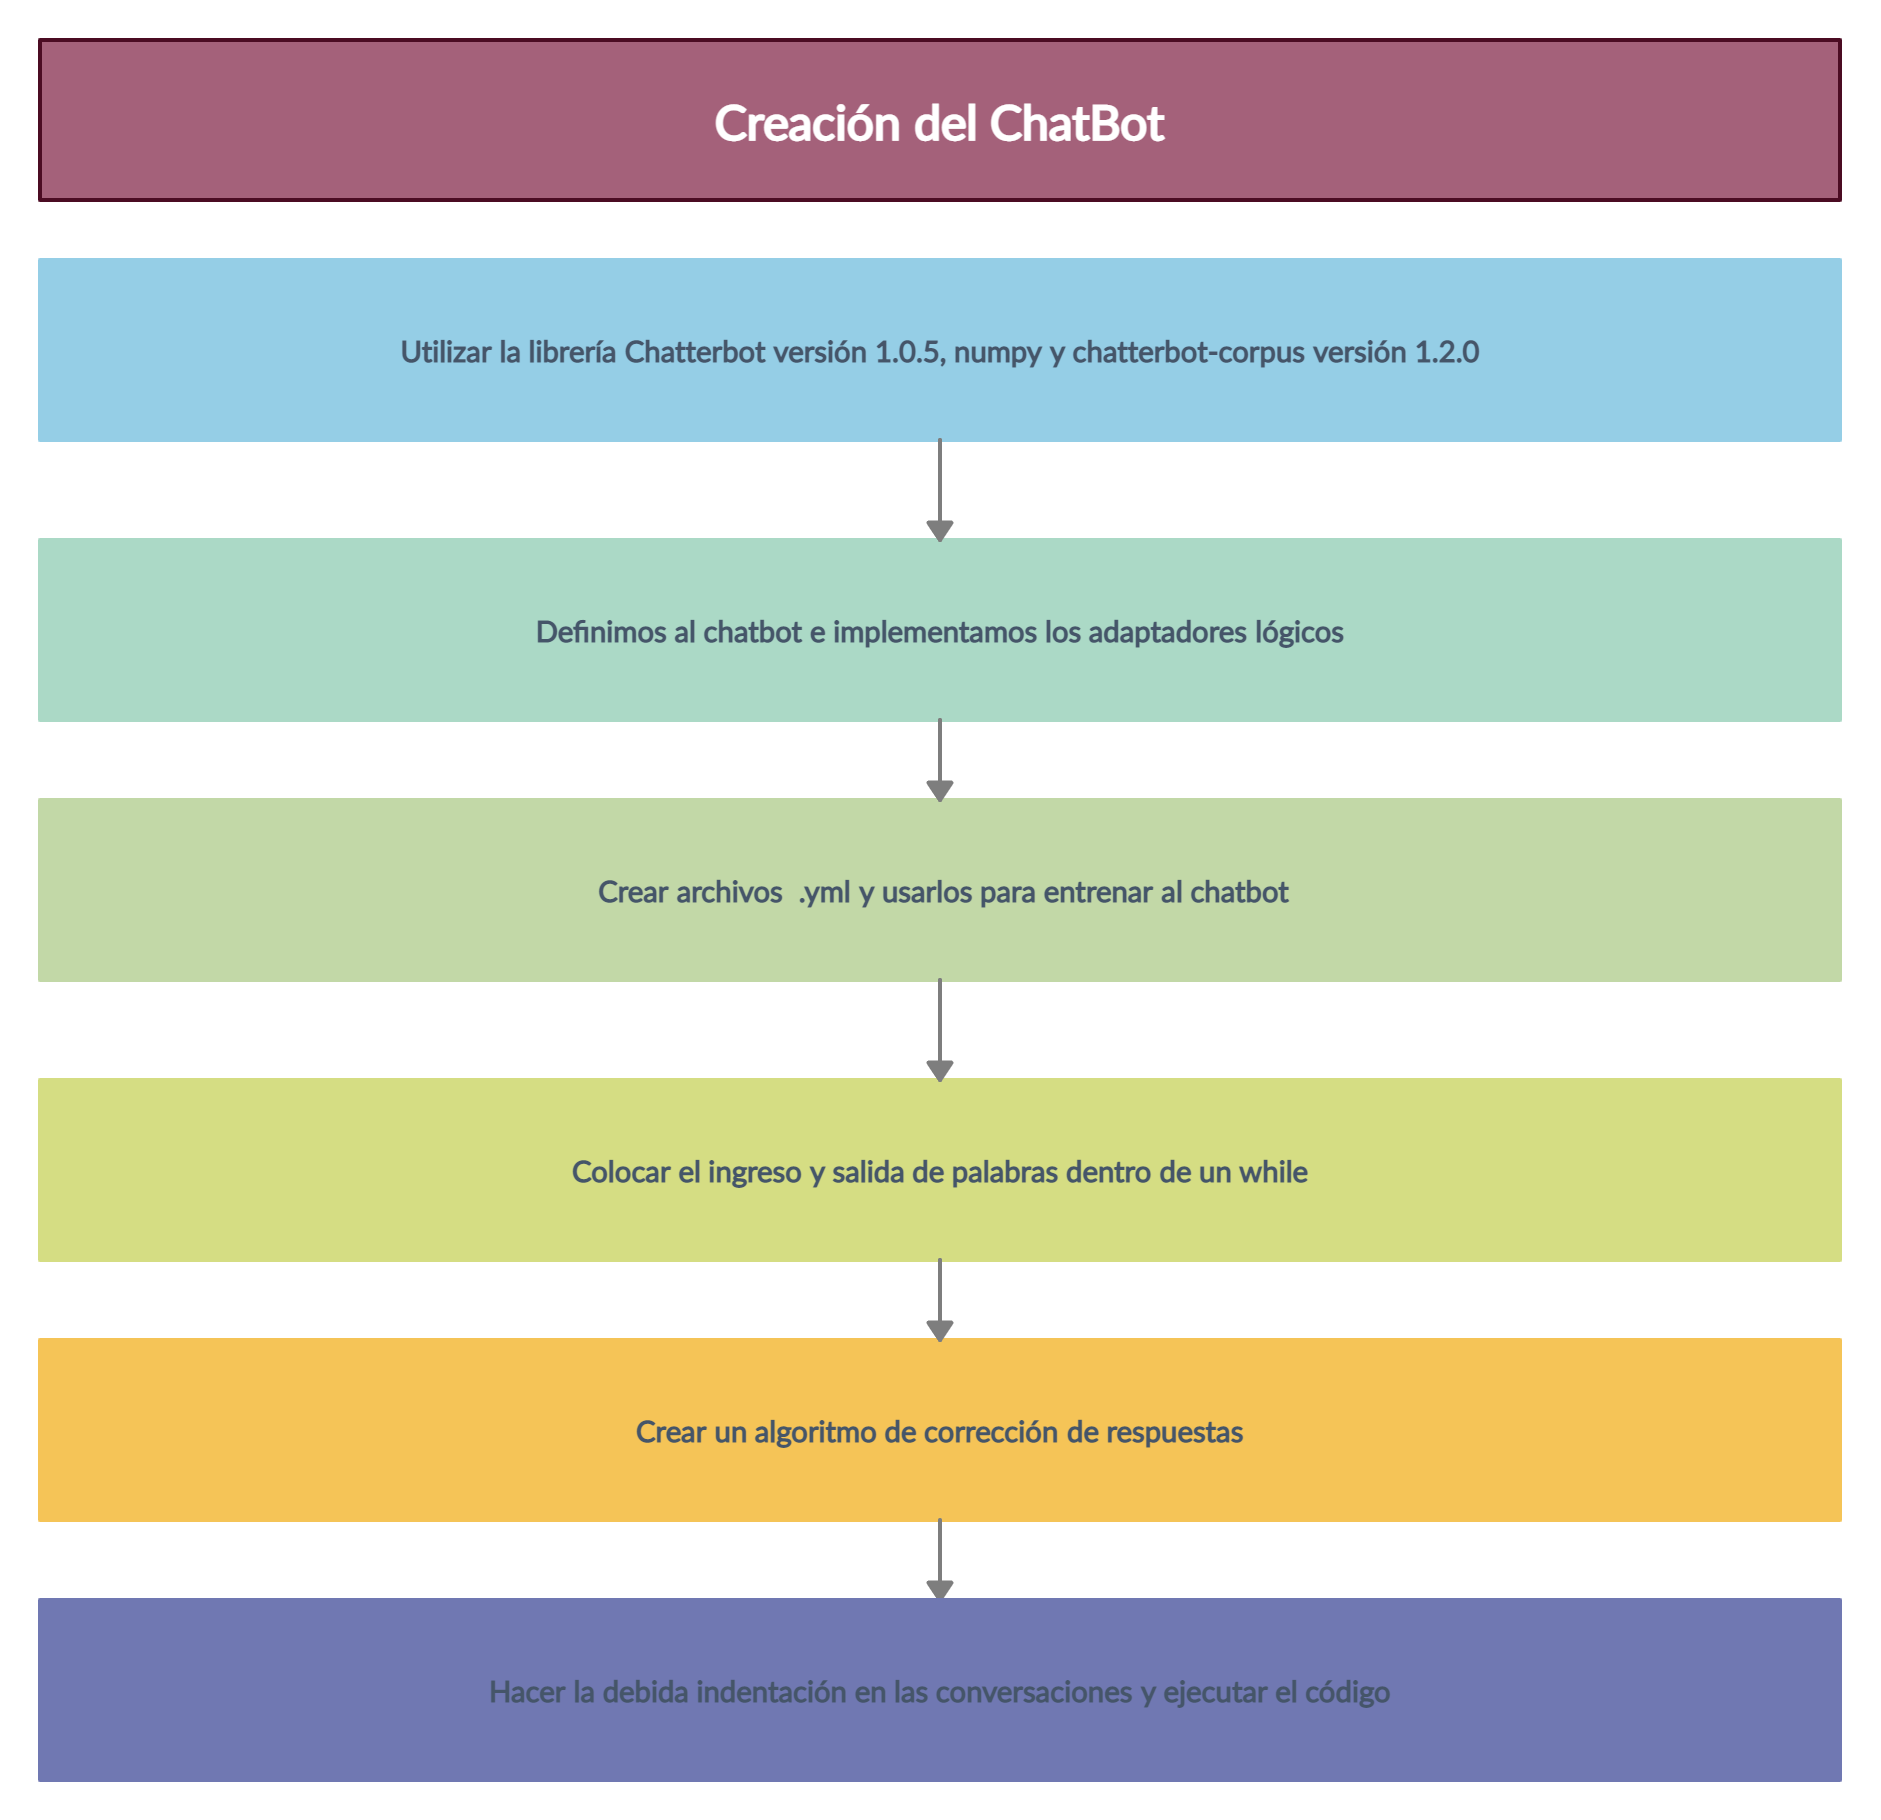 Creación del ChatBot
Utilizar la librería Chatterbot versión 1.0.5, numpy y chatterbot-corpus versión 1.2.0
Definimos al chatbot e implementamos los adaptadores lógicos
Crear archivos  .yml y usarlos para entrenar al chatbot
Colocar el ingreso y salida de palabras dentro de un while
Crear un algoritmo de corrección de respuestas
Hacer la debida indentación en las conversaciones y ejecutar el código